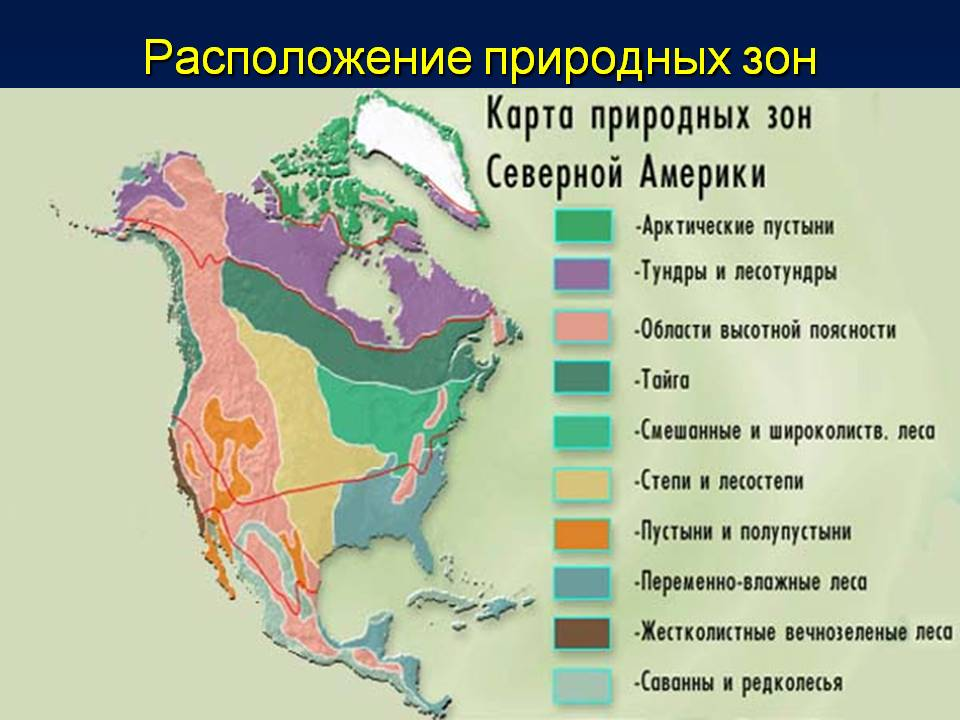 Расположение природных зон
Карта природных зон
Северной Америки
-Арктические пустыни
-Тундры и лесотундры
-Области высотной поясности
-Тайга
-Смешанные и широколиств. леса
-Степи и лесостепи
-Пустыни и полупустыни
-Переменно-влажные леса
-Жестколистные вечнозеленые леса
-Саванны и редколесья